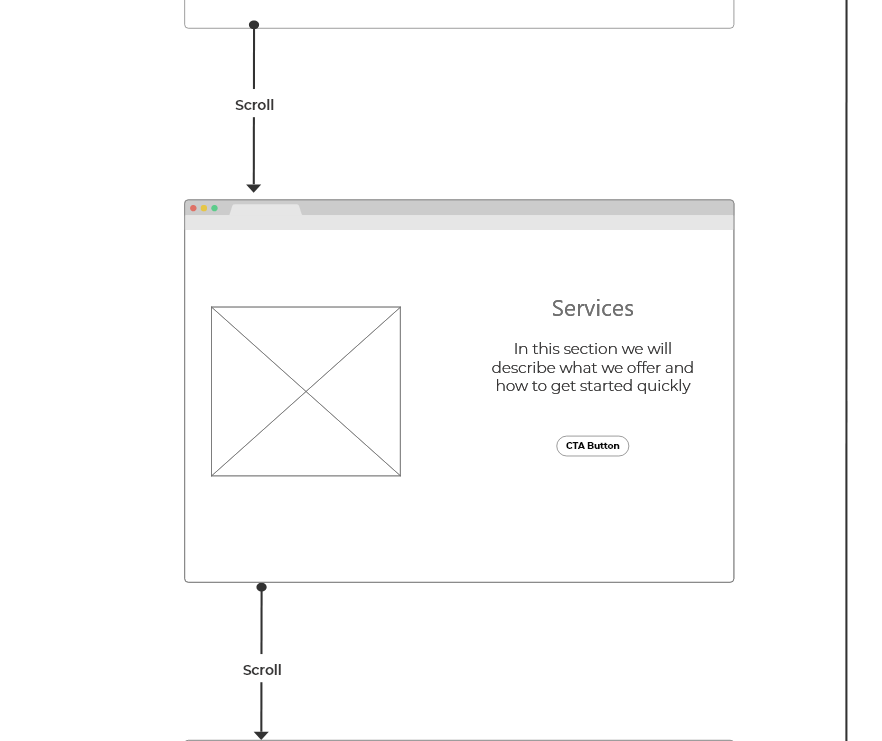 Scroll
Services
In this section we will
describe what we offer and
how to get started quickly
CTA Button
Scroll